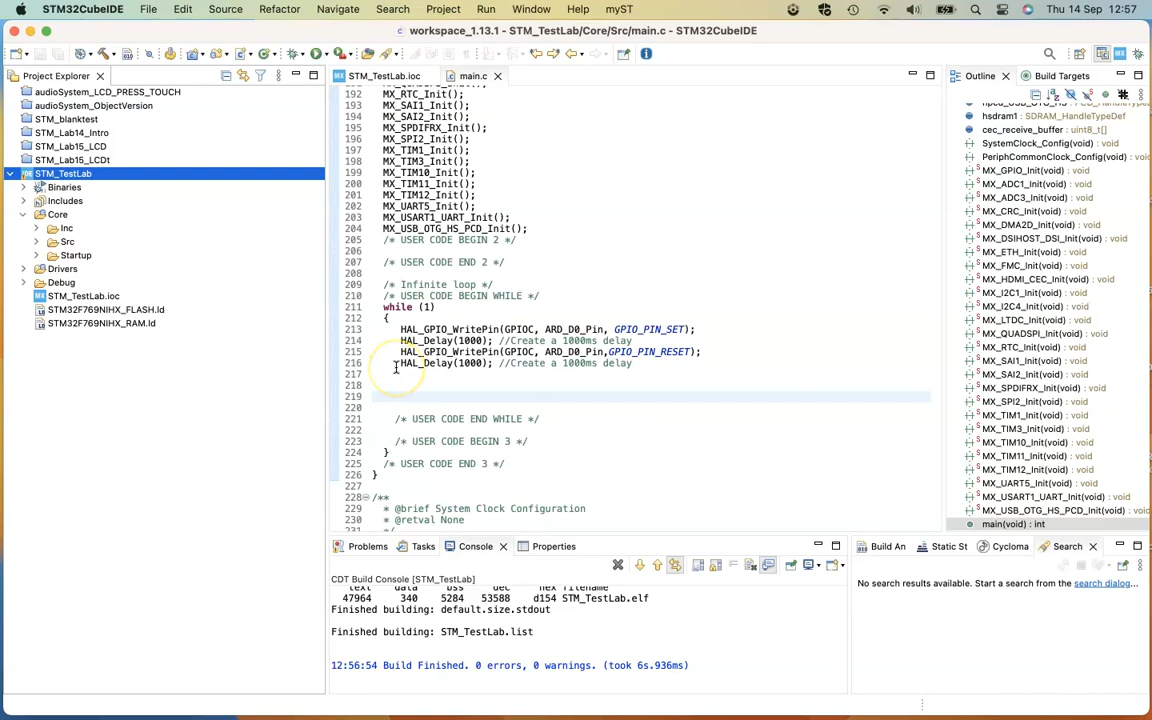 STM32CubeIDE File Edit Source Refactor Navigate Search Project Run Window Help myST Thu 14 Sep 12:57
workspace_1.13.1 - STM_TestLab/Core/Src/main.c - STM32CubeIDE
Project Explorer
audioSystem_LCD_PRESS_TOUCH
audioSystem_ObjectVersion
STM_blanktest
STM_Lab14_Intro
STM_Lab15_LCD
STM_Lab15_LCDt
STM_TestLab
Binaries
Includes
Core
Inc
Src
Startup
Drivers
Debug
STM_TestLab.ioc
STM32F769NIHX_FLASH.ld
STM32F769NIHX_RAM.ld
STM_TestLab.ioc main.c
192 MX_RTC_Init();
193 MX_SAI1_Init();
194 MX_SAI2_Init();
195 MX_SPDIFRX_Init();
196 MX_SPI2_Init();
197 MX_TIM1_Init();
198 MX_TIM3_Init();
199 MX_TIM10_Init();
200 MX_TIM11_Init();
201 MX_TIM12_Init();
202 MX_UART5_Init();
203 MX_USART1_UART_Init();
204 MX_USB_OTG_HS_PCD_Init();
205 /* USER CODE BEGIN 2 */
206
207 /* USER CODE END 2 */
208
209 /* Infinite loop */
210 /* USER CODE BEGIN WHILE */
211 while (1)
212 {
213 HAL_GPIO_WritePin(GPIOC, ARD_D0_Pin, GPIO_PIN_SET);
214 HAL_Delay(1000); //Create a 1000ms delay
215 HAL_GPIO_WritePin(GPIOC, ARD_D0_Pin,GPIO_PIN_RESET);
216 HAL_Delay(1000); //Create a 1000ms delay
217
218
219
220
221 /* USER CODE END WHILE */
222
223 /* USER CODE BEGIN 3 */
224 }
225 /* USER CODE END 3 */
226 }
227
228 /**
229 * @brief System Clock Configuration
230 * @retval None
Outline Build Targets
hsdram1 : SDRAM_HandleTypeDef
cec_receive_buffer : uint8_t[]
SystemClock_Config(void) : void
PeriphCommonClock_Config(void) : vo
MX_GPIO_Init(void) : void
MX_ADC1_Init(void) : void
MX_ADC3_Init(void) : void
MX_CRC_Init(void) : void
MX_DMA2D_Init(void) : void
MX_DSIHOST_DSI_Init(void) : void
MX_ETH_Init(void) : void
MX_FMC_Init(void) : void
MX_HDMI_CEC_Init(void) : void
MX_I2C1_Init(void) : void
MX_I2C4_Init(void) : void
MX_LTDC_Init(void) : void
MX_QUADSPI_Init(void) : void
MX_RTC_Init(void) : void
MX_SAI1_Init(void) : void
MX_SAI2_Init(void) : void
MX_SPDIFRX_Init(void) : void
MX_SPI2_Init(void) : void
MX_TIM1_Init(void) : void
MX_TIM3_Init(void) : void
MX_TIM10_Init(void) : void
MX_TIM11_Init(void) : void
MX_TIM12_Init(void) : void
MX_UART5_Init(void) : void
MX_USART1_UART_Init(void) : void
MX_USB_OTG_HS_PCD_Init(void) : void
main(void) : int
Problems Tasks Console Properties
CDT Build Console [STM_TestLab]
text data bss dec hex filename
47964 340 5284 53588 d154 STM_TestLab.elf
Finished building: default.size.stdout
Finished building: STM_TestLab.list
12:56:54 Build Finished. 0 errors, 0 warnings. (took 6s.936ms)
Build An Static St Cycloma Search
No search results available. Start a search from the search dialog...